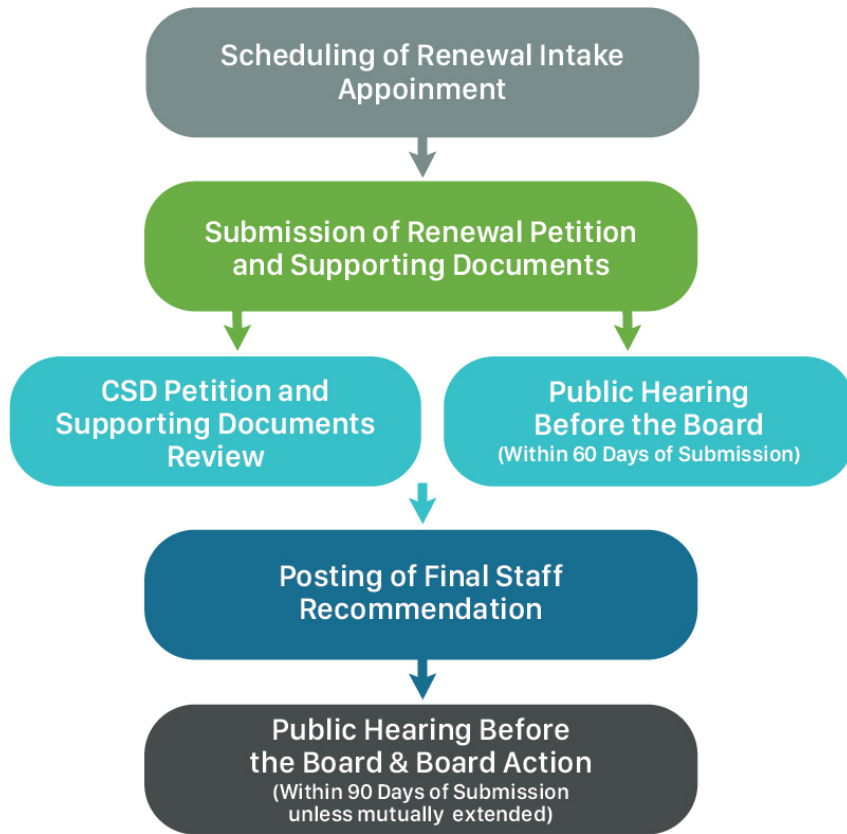 Scheduling of Renewal Intake
Appoinment
Submission of Renewal Petition
and Supporting Documents
CSD Petition and
Supporting Documents
Review
Public Hearing
Before the Board
(Within 60 Days of Submission)
Posting of Final Staff
Recommendation
Public Hearing Before
the Board & Board Action
(Within 90 Days of Submission
unless mutually extended)